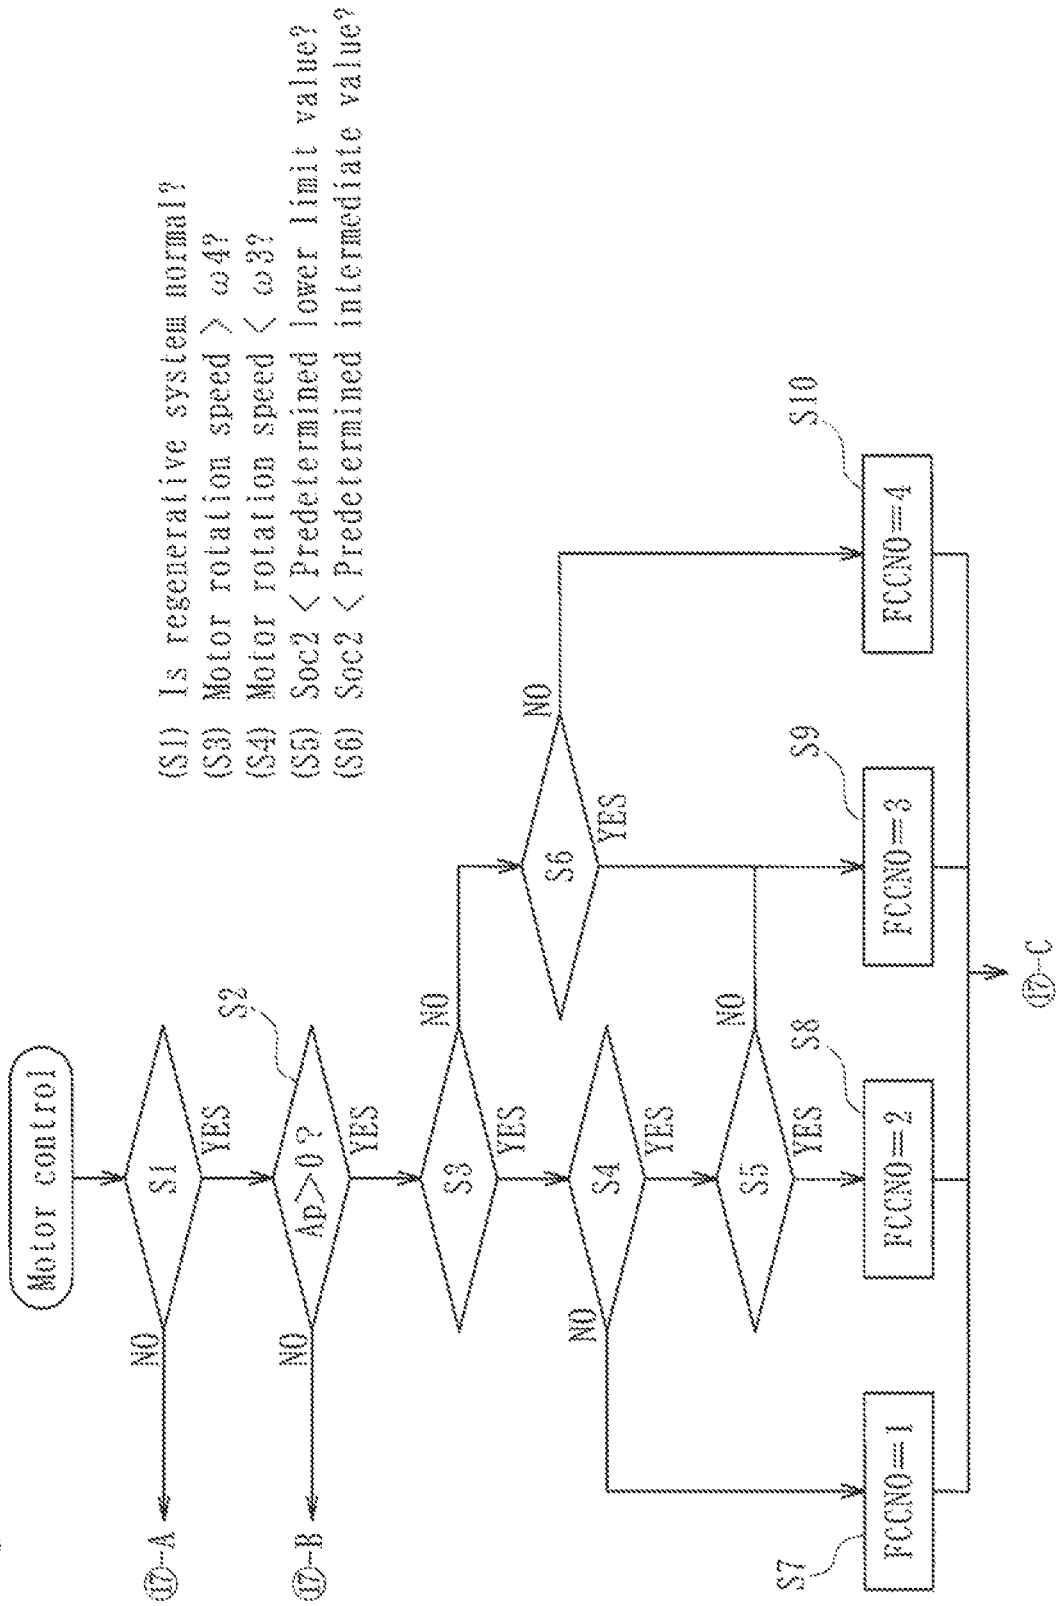 Motor control
(S1) Is regenerative system normal?
(S3) Motor rotation speed > ω4?
(S4) Motor rotation speed < ω3?
(S5) Soc2 < Predetermined lower limit value?
(S6) Soc2 < Predetermined intermediate value?
S1
NO
YES
⑰-A
S2
Ap>0?
NO
YES
⑰-B
S3
NO
YES
S6
NO
YES
S4
NO
YES
S5
NO
YES
S7
FCCNO=1
S8
FCCNO=2
S9
FCCNO=3
S10
FCCNO=4
⑰-C